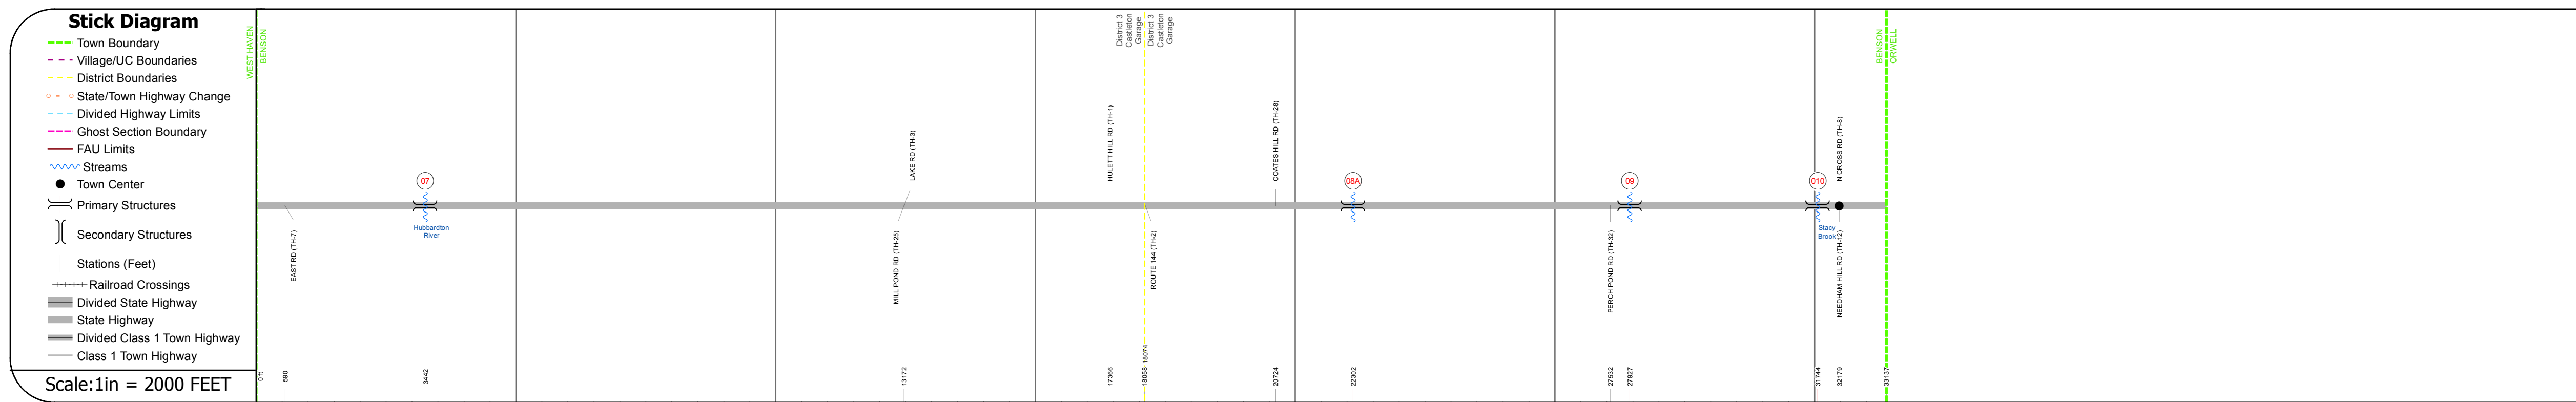 Stick Diagram
Town Boundary
Village/UC Boundaries
District Boundaries
State/Town Highway Change
Divided Highway Limits
Ghost Section Boundary
FAU Limits
Streams
Town Center
Primary Structures
Secondary Structures
Stations (Feet)
Railroad Crossings
Divided State Highway
State Highway
Divided Class 1 Town Highway
Class 1 Town Highway
Scale:1in = 2000 FEET
WEST HAVEN
BENSON
District 3
Castleton
Garage
District 3
Castleton
Garage
BENSON
ORWELL
LAKE RD (TH-3)
HULETT HILL RD (TH-1)
COATES HILL RD (TH-28)
N CROSS RD (TH-8)
07
08A
09
010
Hubbardton
River
Stacy
Brook
EAST RD (TH-7)
MILL POND RD (TH-25)
ROUTE 144 (TH-2)
PERCH POND RD (TH-32)
NEEDHAM HILL RD (TH-12)
0 ft
590
3442
13172
17366
18058
18074
20724
22302
27532
27927
31744
32179
33137